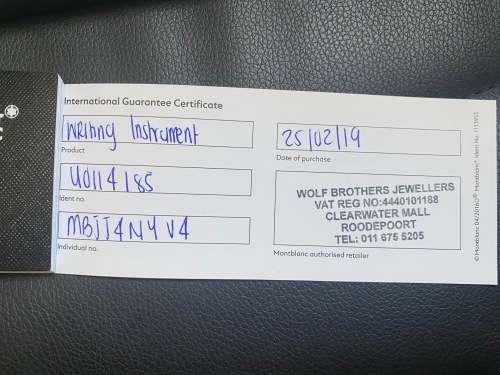 International Guarantee Certificate
Writing Instrument
Product
25/02/19
Date of purchase
U0114185
Ident no.
MBJJ4N4V4
Individual no.
WOLF BROTHERS JEWELLERS
VAT REG NO:4440101188
CLEARWATER MALL
ROODEPOORT
TEL: 011 675 5205
Montblanc authorised retailer